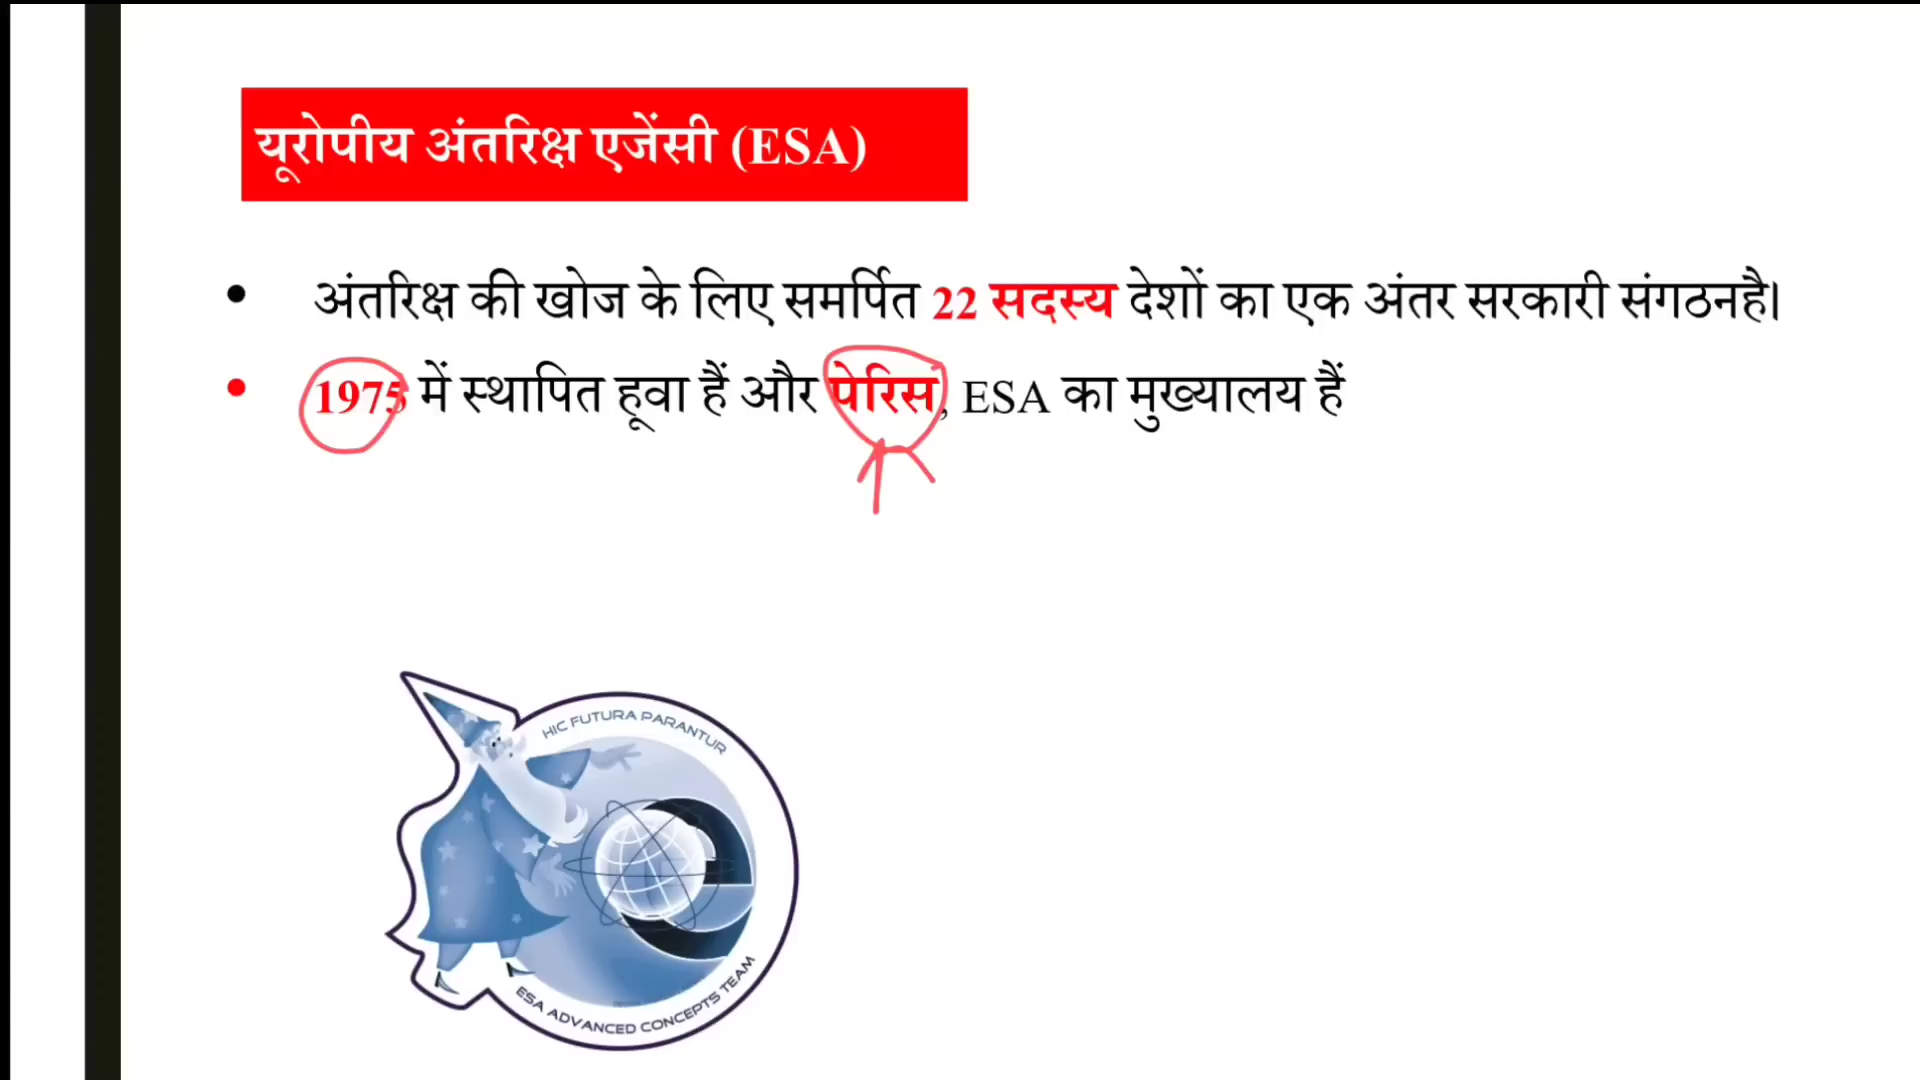 यूरोपीय अंतरिक्ष एजेंसी (ESA)
• अंतरिक्ष की खोज के लिए समर्पित 22 सदस्य देशों का एक अंतर सरकारी संगठनहै।
• 1975 में स्थापित हूवा हैं और पेरिस, ESA का मुख्यालय हैं
HIC FUTURA PARANTUR
ESA ADVANCED CONCEPTS TEAM